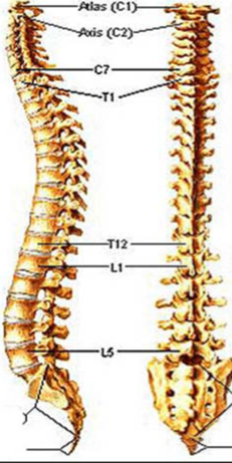 Atlas (C1)
Axis (C2)
C7
T1
T12
L1
L5
)